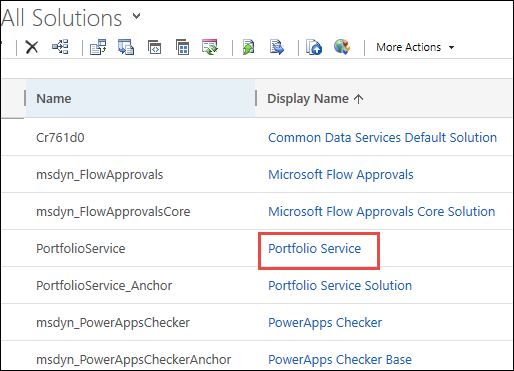 All Solutions
More Actions
Name Display Name
Cr761d0 Common Data Services Default Solution
msdyn_FlowApprovals Microsoft Flow Approvals
msdyn_FlowApprovalsCore Microsoft Flow Approvals Core Solution
PortfolioService Portfolio Service
PortfolioService_Anchor Portfolio Service Solution
msdyn_PowerAppsChecker PowerApps Checker
msdyn_PowerAppsCheckerAnchor PowerApps Checker Base